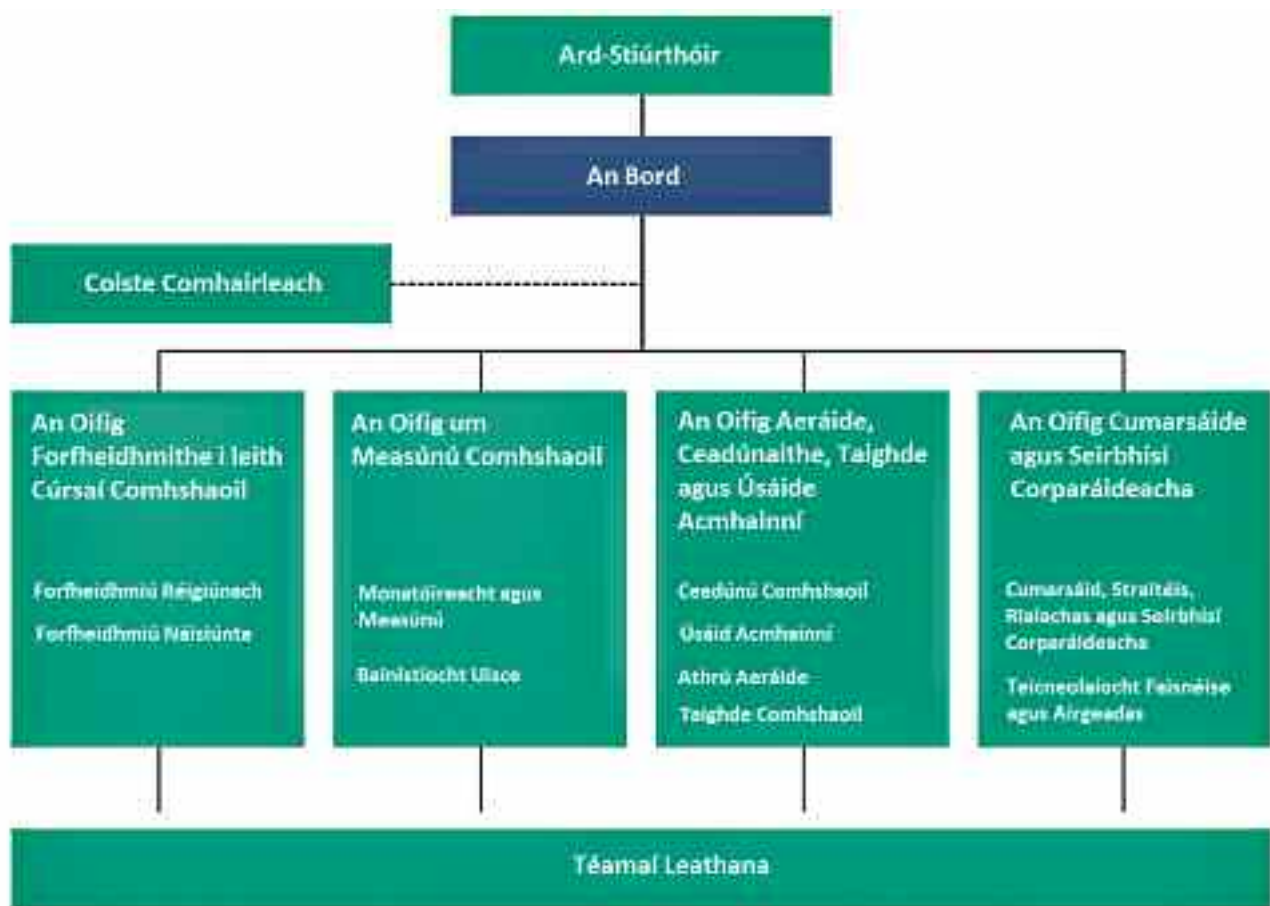 Ard-Stiúrthóir
An Bord
Coiste Comhairleach
An Oifig
Forfheidhmithe i leith
Cúrsaí Comhshaoil
Forfheidhmiú Réigiúnach
Forfheidhmiú Náisiúnta
An Oifig um
Measúnú Comhshaoil
Monatóireacht agus
Measúnú
Bainistíocht Uisce
An Oifig Aeráide,
Ceadúnaithe, Taighde
agus Úsáide
Acmhainní
Ceadúnú Comhshaoil
Úsáid Acmhainní
Athrú Aeráide
Taighde Comhshaoil
An Oifig Cumarsáide
agus Seirbhísí
Corparáideacha
Cumarsáid, Straitéis,
Rialachas agus Seirbhísí
Corparáideacha
Teicneolaíocht Faisnéise
agus Airgeadas
Téamaí Leathana